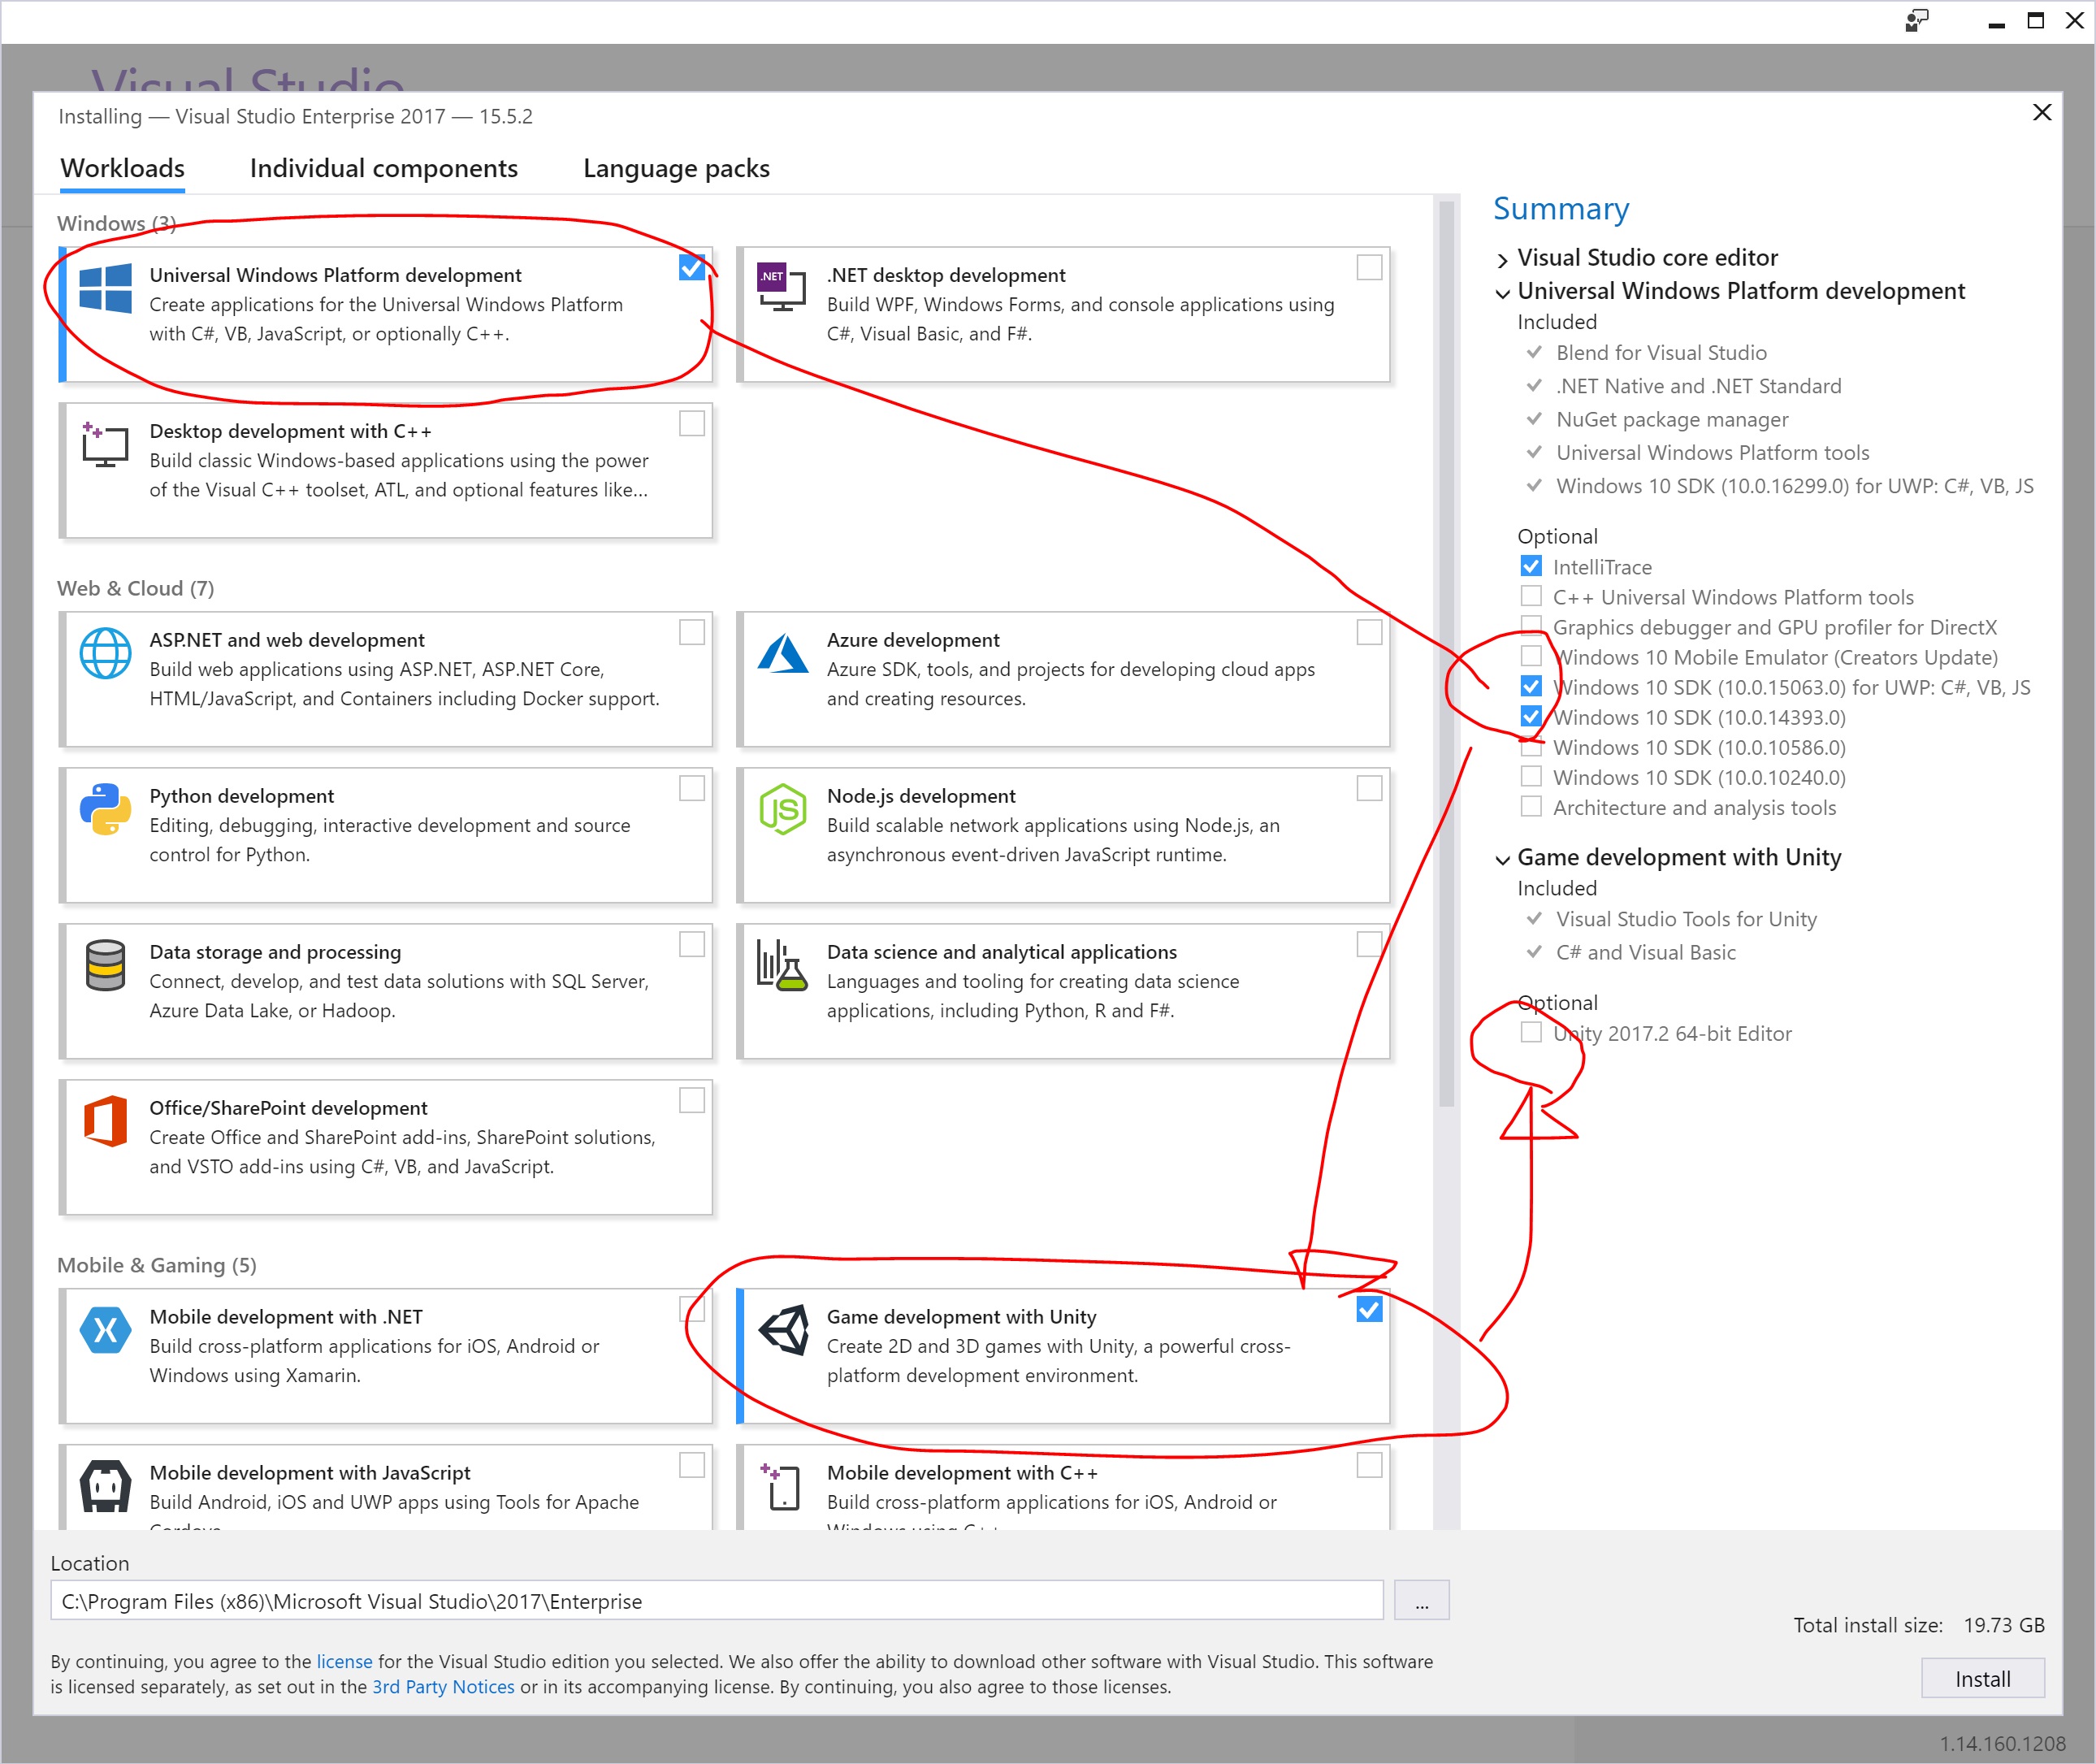 Visual Studio
Installing — Visual Studio Enterprise 2017 — 15.5.2
Workloads
Individual components
Language packs
Windows (3)
Universal Windows Platform development
Create applications for the Universal Windows Platform
with C#, VB, JavaScript, or optionally C++.
.NET
.NET desktop development
Build WPF, Windows Forms, and console applications using
C#, Visual Basic, and F#.
Desktop development with C++
Build classic Windows-based applications using the power
of the Visual C++ toolset, ATL, and optional features like...
Web & Cloud (7)
ASP.NET and web development
Build web applications using ASP.NET, ASP.NET Core,
HTML/JavaScript, and Containers including Docker support.
Azure development
Azure SDK, tools, and projects for developing cloud apps
and creating resources.
Python development
Editing, debugging, interactive development and source
control for Python.
JS
Node.js development
Build scalable network applications using Node.js, an
asynchronous event-driven JavaScript runtime.
Data storage and processing
Connect, develop, and test data solutions with SQL Server,
Azure Data Lake, or Hadoop.
Data science and analytical applications
Languages and tooling for creating data science
applications, including Python, R and F#.
Office/SharePoint development
Create Office and SharePoint add-ins, SharePoint solutions,
and VSTO add-ins using C#, VB, and JavaScript.
Mobile & Gaming (5)
Mobile development with .NET
Build cross-platform applications for iOS, Android or
Windows using Xamarin.
Game development with Unity
Create 2D and 3D games with Unity, a powerful cross-
platform development environment.
Mobile development with JavaScript
Build Android, iOS and UWP apps using Tools for Apache
Cordova.
Mobile development with C++
Build cross-platform applications for iOS, Android or
Windows using C++.
Summary
Visual Studio core editor
Universal Windows Platform development
Included
Blend for Visual Studio
.NET Native and .NET Standard
NuGet package manager
Universal Windows Platform tools
Windows 10 SDK (10.0.16299.0) for UWP: C#, VB, JS
Optional
IntelliTrace
C++ Universal Windows Platform tools
Graphics debugger and GPU profiler for DirectX
Windows 10 Mobile Emulator (Creators Update)
Windows 10 SDK (10.0.15063.0) for UWP: C#, VB, JS
Windows 10 SDK (10.0.14393.0)
Windows 10 SDK (10.0.10586.0)
Windows 10 SDK (10.0.10240.0)
Architecture and analysis tools
Game development with Unity
Included
Visual Studio Tools for Unity
C# and Visual Basic
Optional
Unity 2017.2 64-bit Editor
Location
C:\Program Files (x86)\Microsoft Visual Studio\2017\Enterprise
...
Total install size: 19.73 GB
By continuing, you agree to the license for the Visual Studio edition you selected. We also offer the ability to download other software with Visual Studio. This software
is licensed separately, as set out in the 3rd Party Notices or in its accompanying license. By continuing, you also agree to those licenses.
Install
1.14.160.1208